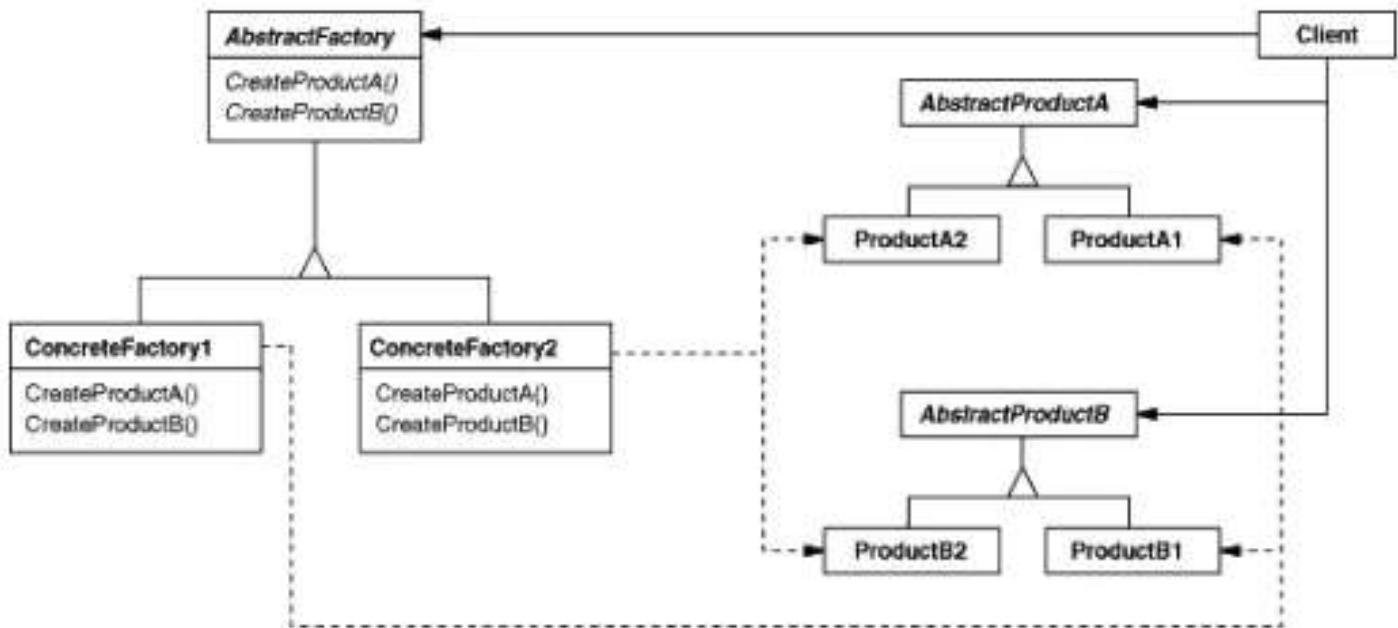 AbstractFactory
CreateProductA()
CreateProductB()
Client
AbstractProductA
ProductA2
ProductA1
ConcreteFactory1
CreateProductA()
CreateProductB()
ConcreteFactory2
CreateProductA()
CreateProductB()
AbstractProductB
ProductB2
ProductB1